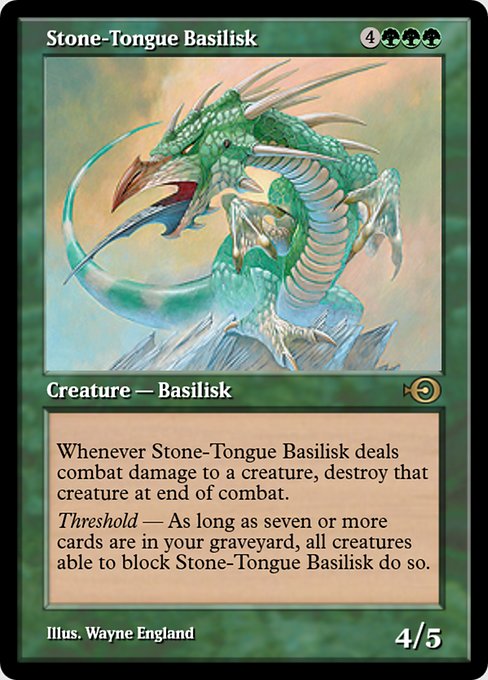 Stone-Tongue Basilisk 4
Creature — Basilisk
Whenever Stone-Tongue Basilisk deals
combat damage to a creature, destroy that
creature at end of combat.
Threshold — As long as seven or more
cards are in your graveyard, all creatures
able to block Stone-Tongue Basilisk do so.
Illus. Wayne England
4/5